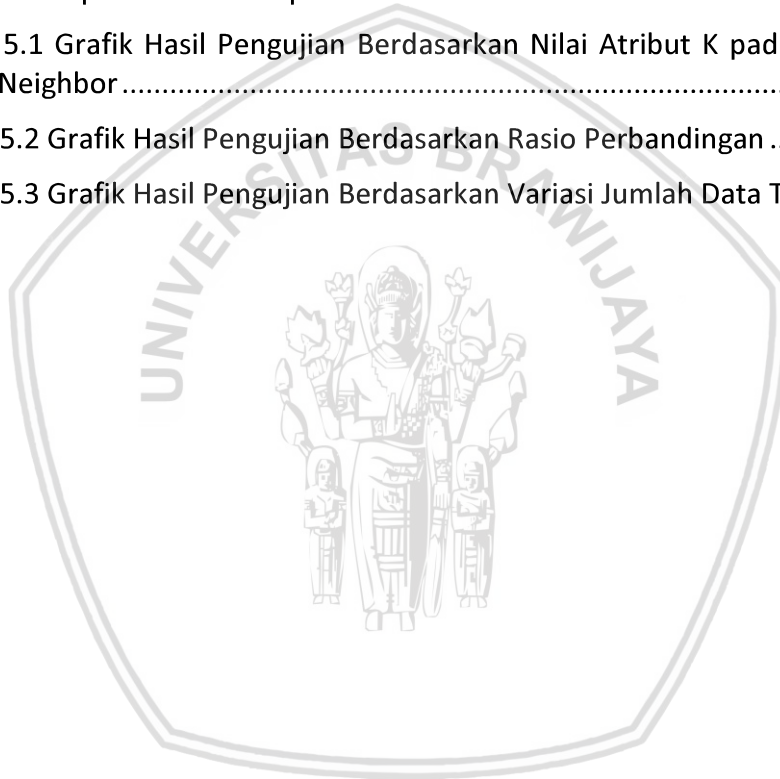 5.1 Grafik Hasil Pengujian Berdasarkan Nilai Atribut K pad
Neighbor................................................................................
5.2 Grafik Hasil Pengujian Berdasarkan Rasio Perbandingan ..
5.3 Grafik Hasil Pengujian Berdasarkan Variasi Jumlah Data T
UNIVERSITAS BRAWIJAYA